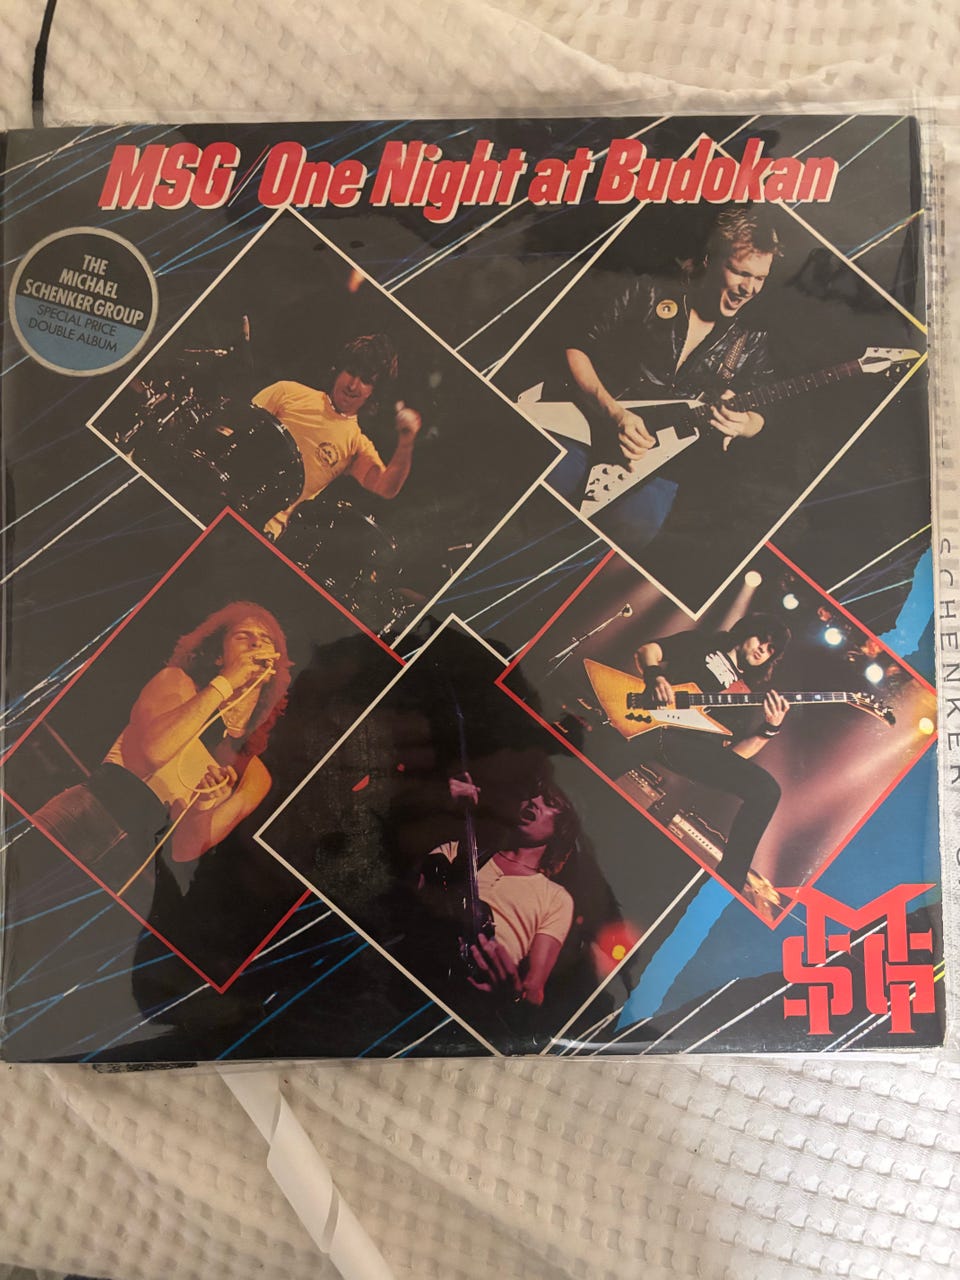 MSG/One Night at Budokan
THE
MICHAEL
SCHENKER GROUP
SPECIAL PRICE
DOUBLE ALBUM
SCHENKER
MSG